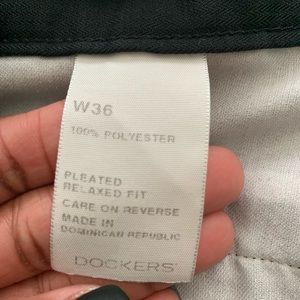 W36
100% POLYESTER
PLEATED
RELAXED FIT
CARE ON REVERSE
MADE IN
DOMINICAN REPUBLIC
DOCKERS